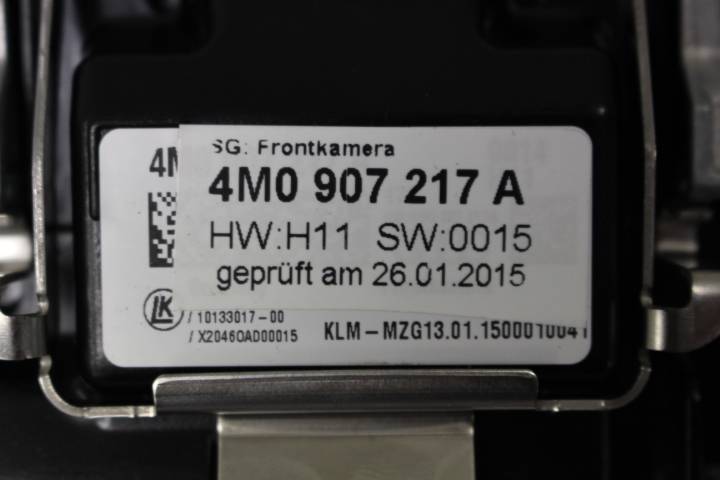 SG: Frontkamera
4M0 907 217 A
HW:H11 SW:0015
geprüft am 26.01.2015
LK
/ 10133017-00
/ X2046OAD00015 KLM-MZG13.01.1500010041